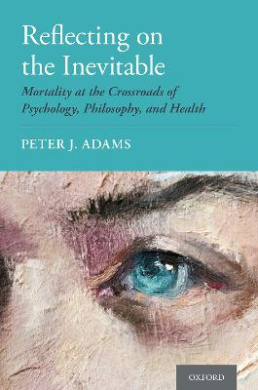 Reflecting on
the Inevitable
Mortality at the Crossroads of
Psychology, Philosophy, and Health
PETER J. ADAMS
OXFORD